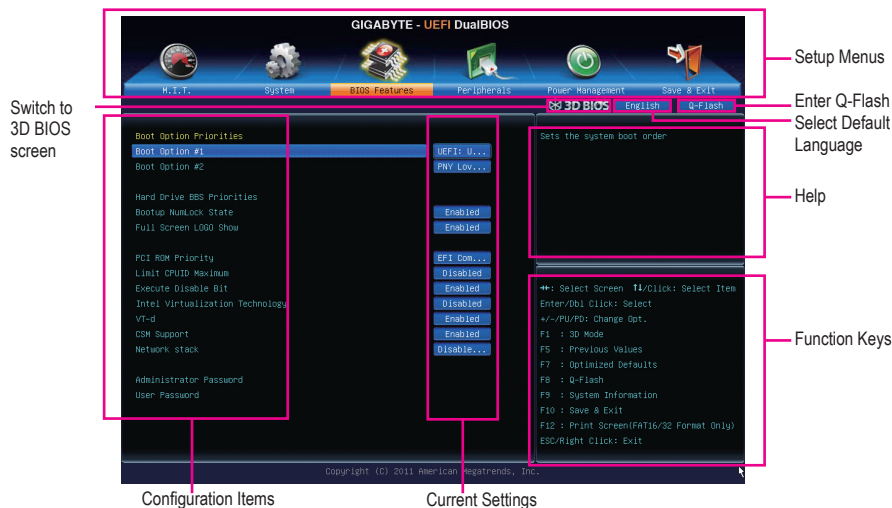 GIGABYTE - UEFI DualBIOS
M.I.T. System BIOS Features Peripherals Power Management Save & Exit
Setup Menus
3D BIOS English Q-Flash
Switch to
3D BIOS
screen
Enter Q-Flash
Select Default
Language
Boot Option Priorities
Boot Option #1 UEFI: U...
Boot Option #2 PNY Lov...
Hard Drive BBS Priorities
Bootup NumLock State Enabled
Full Screen LOGO Show Enabled
PCI ROM Priority EFI Com...
Limit CPUID Maximum Disabled
Execute Disable Bit Enabled
Intel Virtualization Technology Disabled
VT-d Enabled
CSM Support Enabled
Network stack Disable...
Administrator Password
User Password
Sets the system boot order
Help
→←: Select Screen ↑↓/Click: Select Item
Enter/Dbl Click: Select
+/-/PU/PD: Change Opt.
F1 : 3D Mode
F5 : Previous Values
F7 : Optimized Defaults
F8 : Q-Flash
F9 : System Information
F10 : Save & Exit
F12 : Print Screen(FAT16/32 Format Only)
ESC/Right Click: Exit
Function Keys
Copyright (C) 2011 American Megatrends, Inc.
Configuration Items
Current Settings